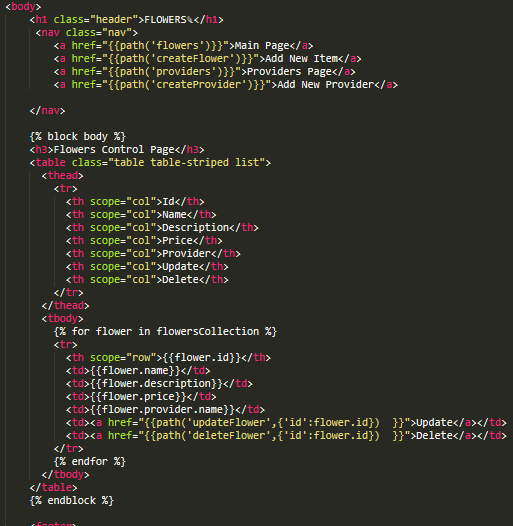 <body>
<h1 class="header">FLOWERS</h1>
<nav class="nav">
<a href="{{path('flowers')}}">Main Page</a>
<a href="{{path('createFlower')}}">Add New Item</a>
<a href="{{path('providers')}}">Providers Page</a>
<a href="{{path('createProvider')}}">Add New Provider</a>
</nav>
{% block body %}
<h3>Flowers Control Page</h3>
<table class="table table-striped list">
<thead>
<tr>
<th scope="col">Id</th>
<th scope="col">Name</th>
<th scope="col">Description</th>
<th scope="col">Price</th>
<th scope="col">Provider</th>
<th scope="col">Update</th>
<th scope="col">Delete</th>
</tr>
</thead>
<tbody>
{% for flower in flowersCollection %}
<tr>
<th scope="row">{{flower.id}}</th>
<td>{{flower.name}}</td>
<td>{{flower.description}}</td>
<td>{{flower.price}}</td>
<td>{{flower.provider.name}}</td>
<td><a href="{{path('updateFlower',{'id':flower.id})  }}">Update</a></td>
<td><a href="{{path('deleteFlower',{'id':flower.id})  }}">Delete</a></td>
</tr>
{% endfor %}
</tbody>
</table>
{% endblock %}